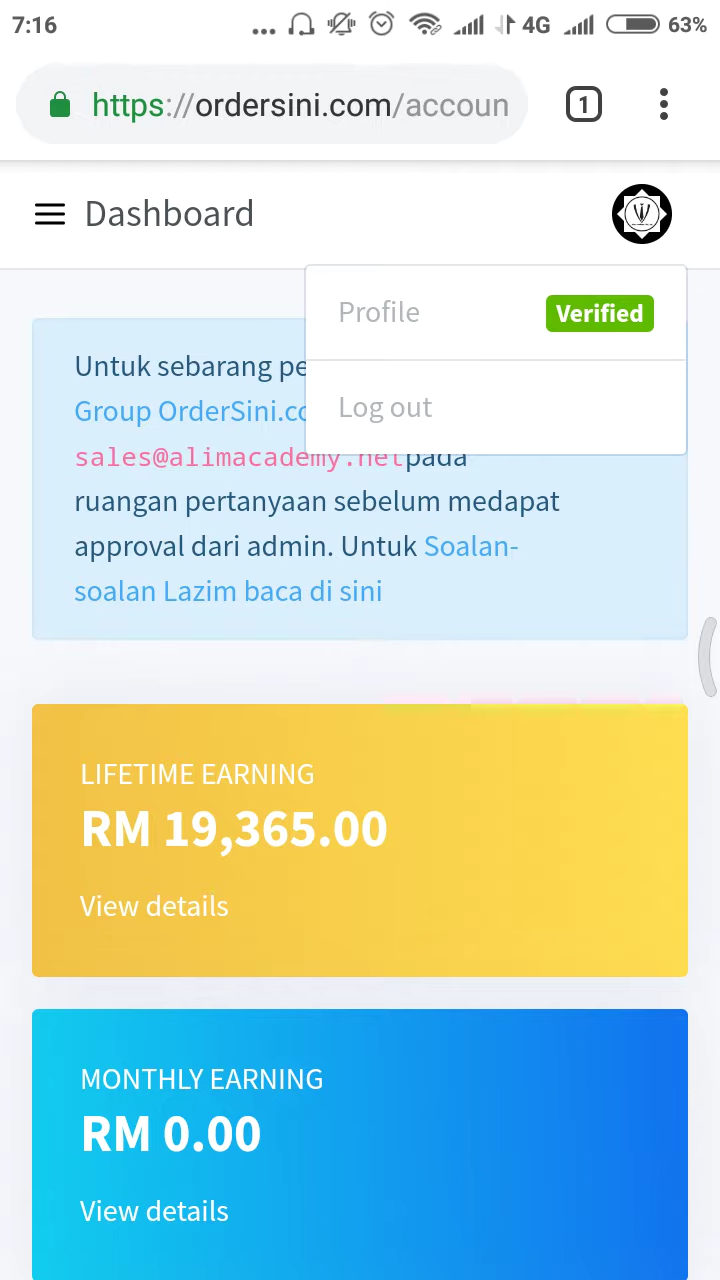 7:16
4G
63%
https://ordersini.com/accoun
1
Dashboard
Profile
Verified
Log out
Untuk sebarang pe
Group OrderSini.co
sales@alimacademy.netpada
ruangan pertanyaan sebelum medapat
approval dari admin. Untuk Soalan-
soalan Lazim baca di sini
LIFETIME EARNING
RM 19,365.00
View details
MONTHLY EARNING
RM 0.00
View details